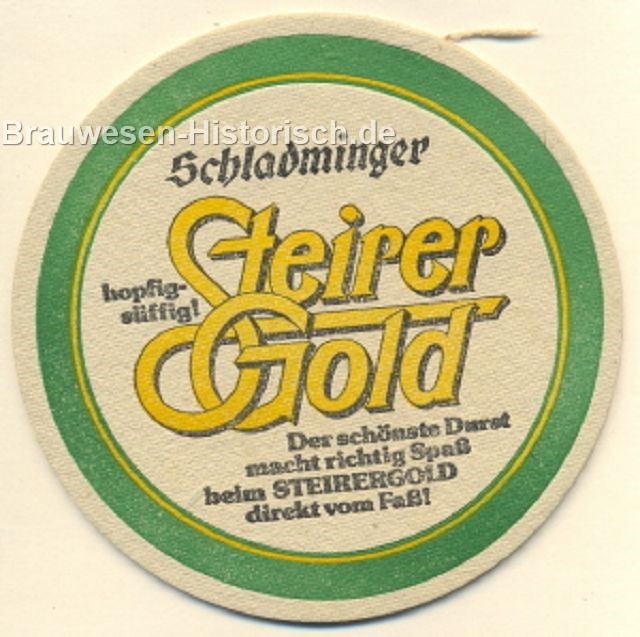 Brauwesen-Historisch.de
Schladminger
Steirer
hopfig-
süffig!
Gold
Der schönste Durst
macht richtig Spaß
beim STEIRERGOLD
direkt vom Faß!